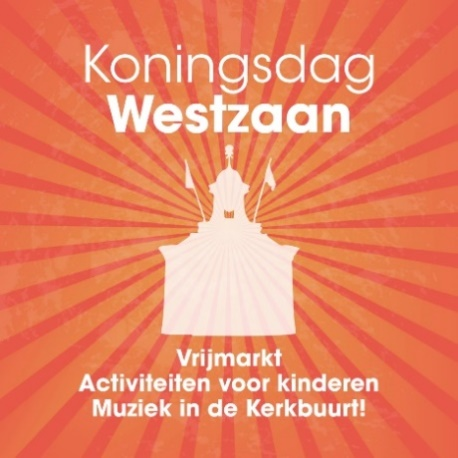 Koningsdag
Westzaan
Vrijmarkt
Activiteiten voor kinderen
Muziek in de Kerkbuurt!